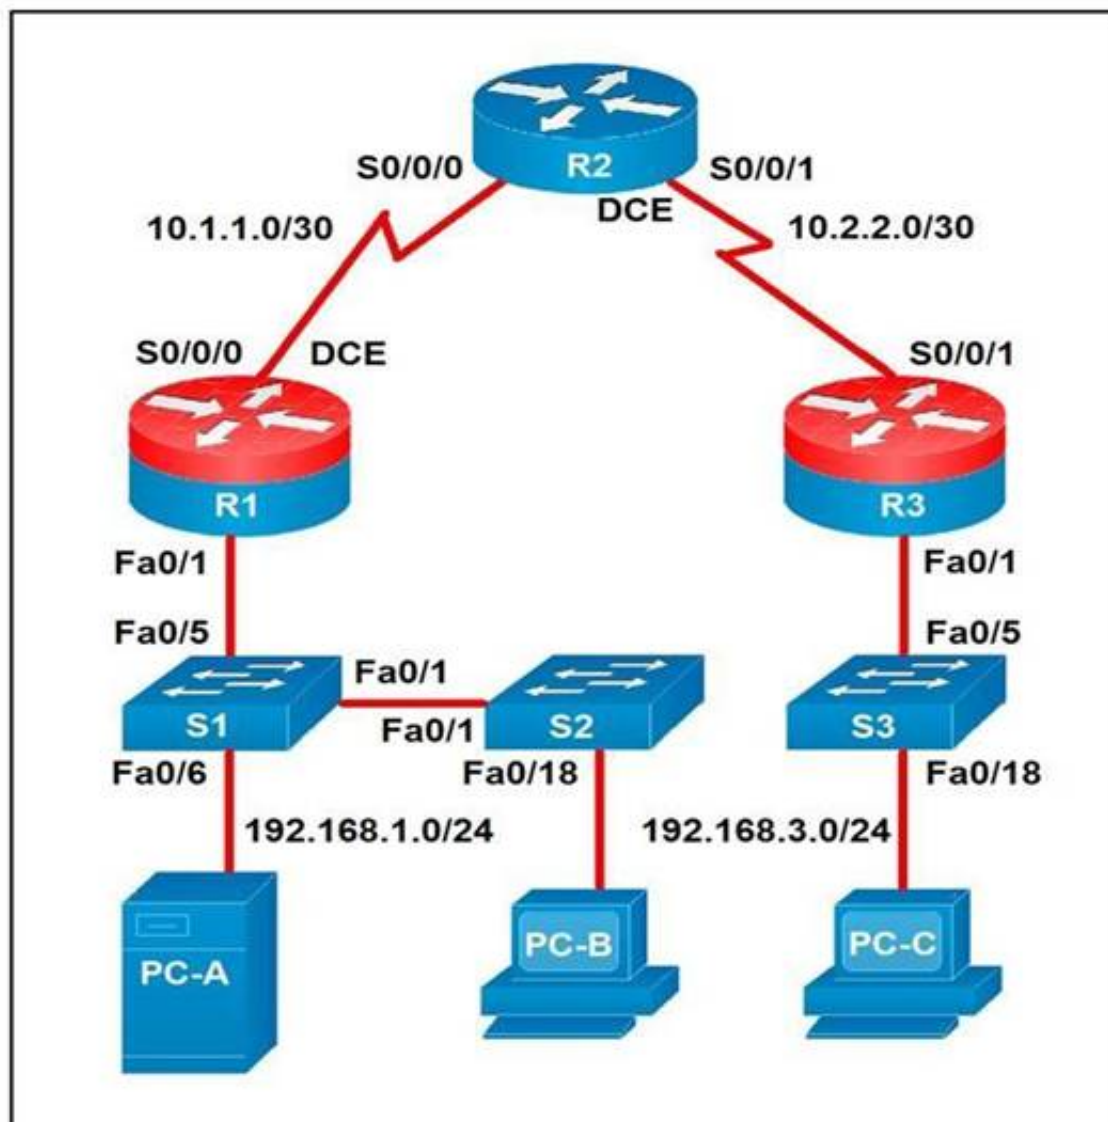 R2
S0/0/0
S0/0/1
DCE
10.1.1.0/30
10.2.2.0/30
S0/0/0
DCE
S0/0/1
R1
R3
Fa0/1
Fa0/1
Fa0/5
Fa0/5
Fa0/1
S1
Fa0/1
S2
S3
Fa0/6
Fa0/18
Fa0/18
192.168.1.0/24
192.168.3.0/24
PC-A
PC-B
PC-C